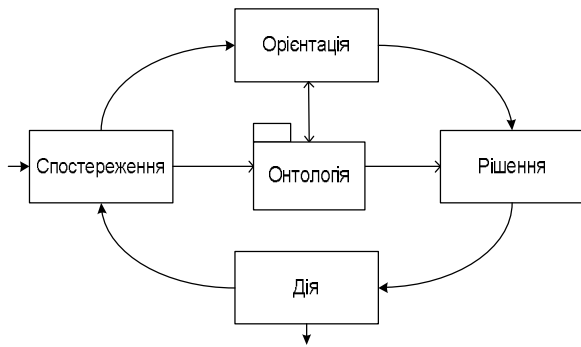 Орієнтація
Спостереження
Онтологія
Рішення
Дія